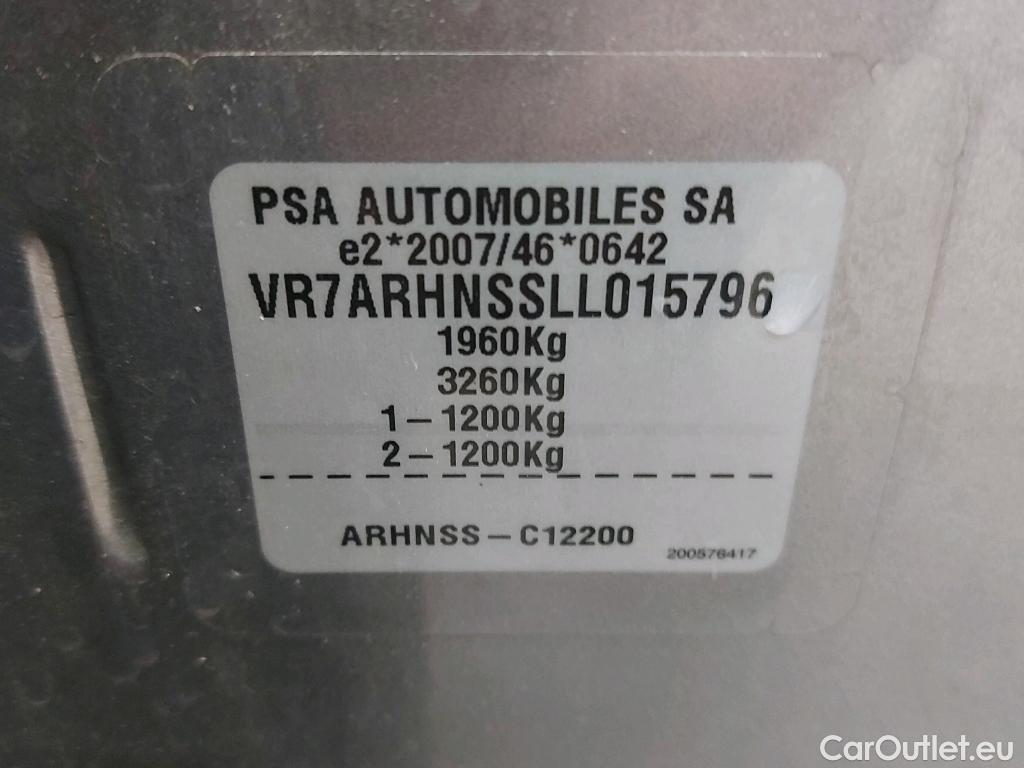 PSA AUTOMOBILES SA
e2*2007/46*0642
VR7ARHNSSLL015796
1960Kg
3260Kg
1-1200Kg
2-1200Kg
ARHNSS-C12200
200576417
CarOutlet.eu